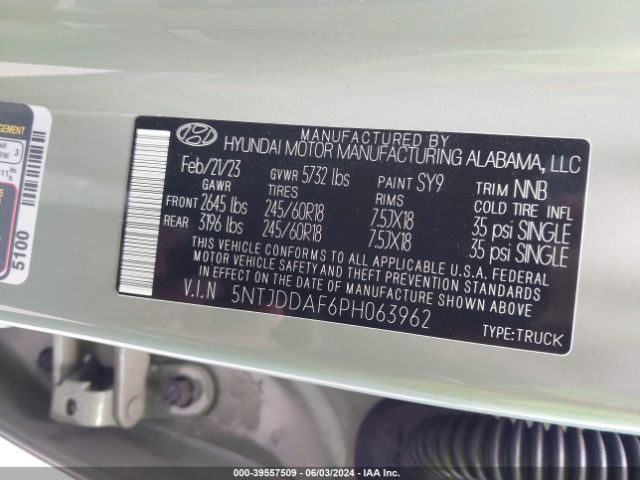 GEMENT
AR 3
ERE
5100
MANUFACTURED BY
HYUNDAI MOTOR MANUFACTURING ALABAMA, LLC
Feb/21/23 GVWR 5732 lbs PAINT SY9 TRIM NNB
GAWR TIRES RIMS COLD TIRE INFL
FRONT 2645 lbs 245/60R18 7.5JX18 35 psi SINGLE
REAR 3196 lbs 245/60R18 7.5JX18 35 psi SINGLE
THIS VEHICLE CONFORMS TO ALL APPLICABLE U.S.A. FEDERAL
MOTOR VEHICLE SAFETY AND THEFT PREVENTION STANDARDS
IN EFFECT ON THE DATE OF MANUFACTURE SHOWN ABOVE
V.I.N 5NTJDDAF6PH063962
TYPE:TRUCK
000-39557509 - 06/03/2024 - IAA Inc.